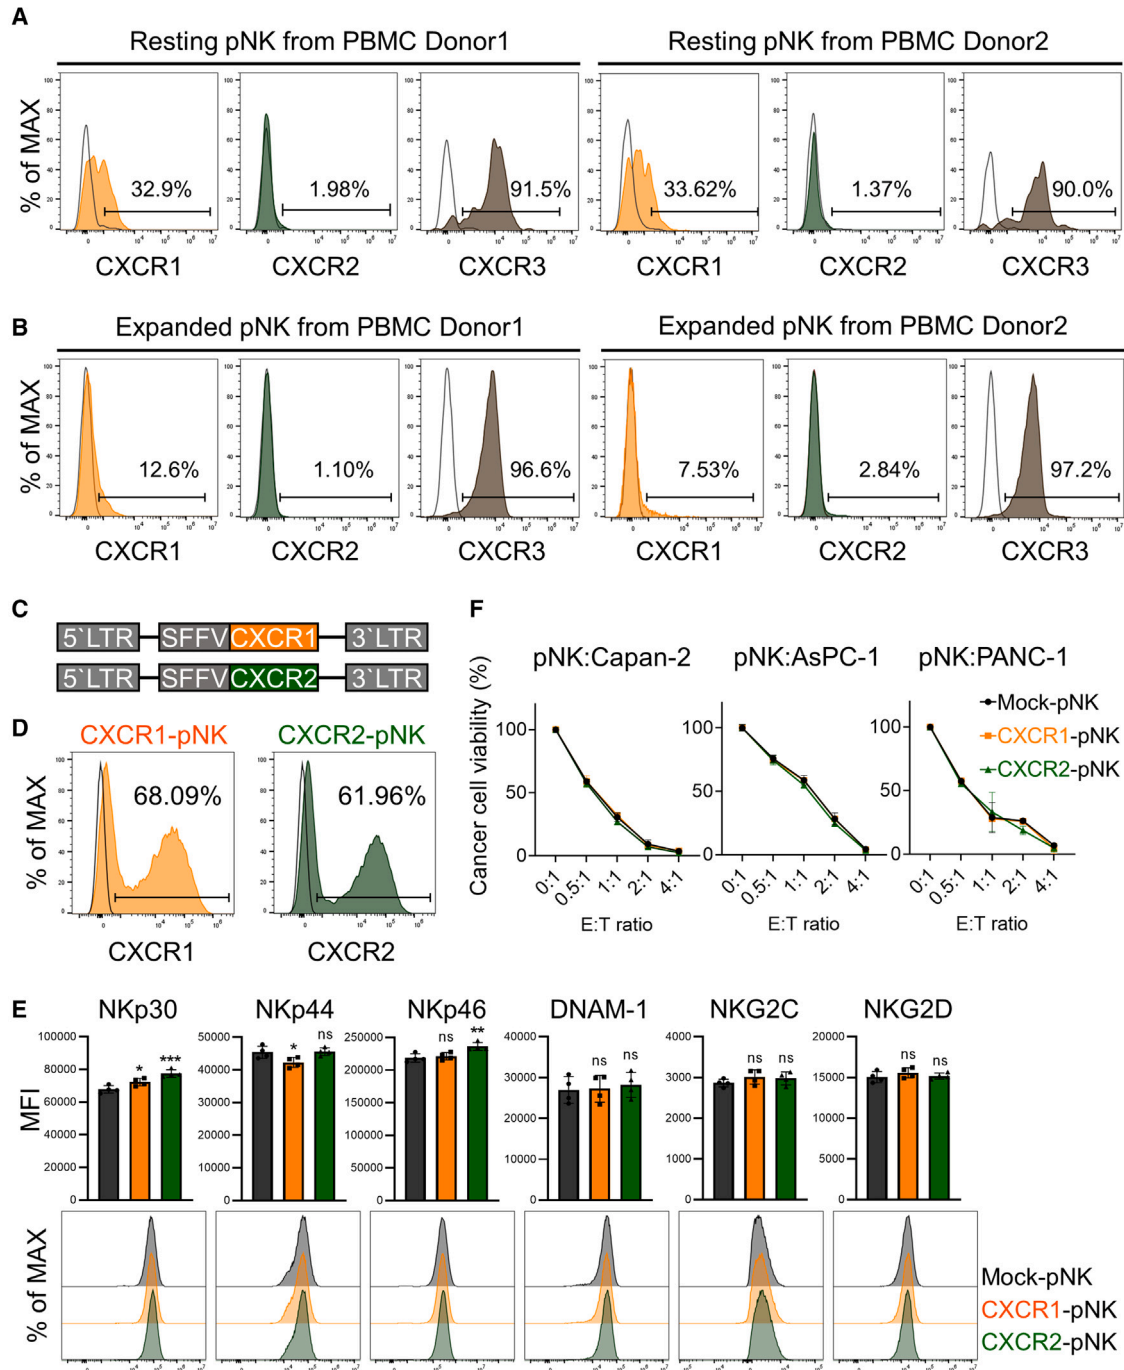 A
Resting pNK from PBMC Donor1
Resting pNK from PBMC Donor2
% of MAX
100
80
60
40
20
0
32.9%
1.98%
91.5%
33.62%
1.37%
90.0%
CXCR1
CXCR2
CXCR3
CXCR1
CXCR2
CXCR3
B
Expanded pNK from PBMC Donor1
Expanded pNK from PBMC Donor2
% of MAX
12.6%
1.10%
96.6%
7.53%
2.84%
97.2%
CXCR1
CXCR2
CXCR3
CXCR1
CXCR2
CXCR3
C
5`LTR SFFV CXCR1 3`LTR
5`LTR SFFV CXCR2 3`LTR
D
CXCR1-pNK
CXCR2-pNK
% of MAX
68.09%
61.96%
CXCR1
CXCR2
F
pNK:Capan-2
pNK:AsPC-1
pNK:PANC-1
Cancer cell viability (%)
100
50
0
0:1
0.5:1
1:1
2:1
4:1
E:T ratio
100
50
0
0:1
0.5:1
1:1
2:1
4:1
E:T ratio
100
50
0
0:1
0.5:1
1:1
2:1
4:1
E:T ratio
Mock-pNK
CXCR1-pNK
CXCR2-pNK
E
NKp30
NKp44
NKp46
DNAM-1
NKG2C
NKG2D
MFI
100000
80000
60000
40000
20000
0
* ***
50000
40000
30000
20000
10000
0
* ns
250000
200000
150000
100000
50000
0
ns **
40000
30000
20000
10000
0
ns ns
4000
3000
2000
1000
0
ns ns
20000
15000
10000
5000
0
ns ns
% of MAX
Mock-pNK
CXCR1-pNK
CXCR2-pNK